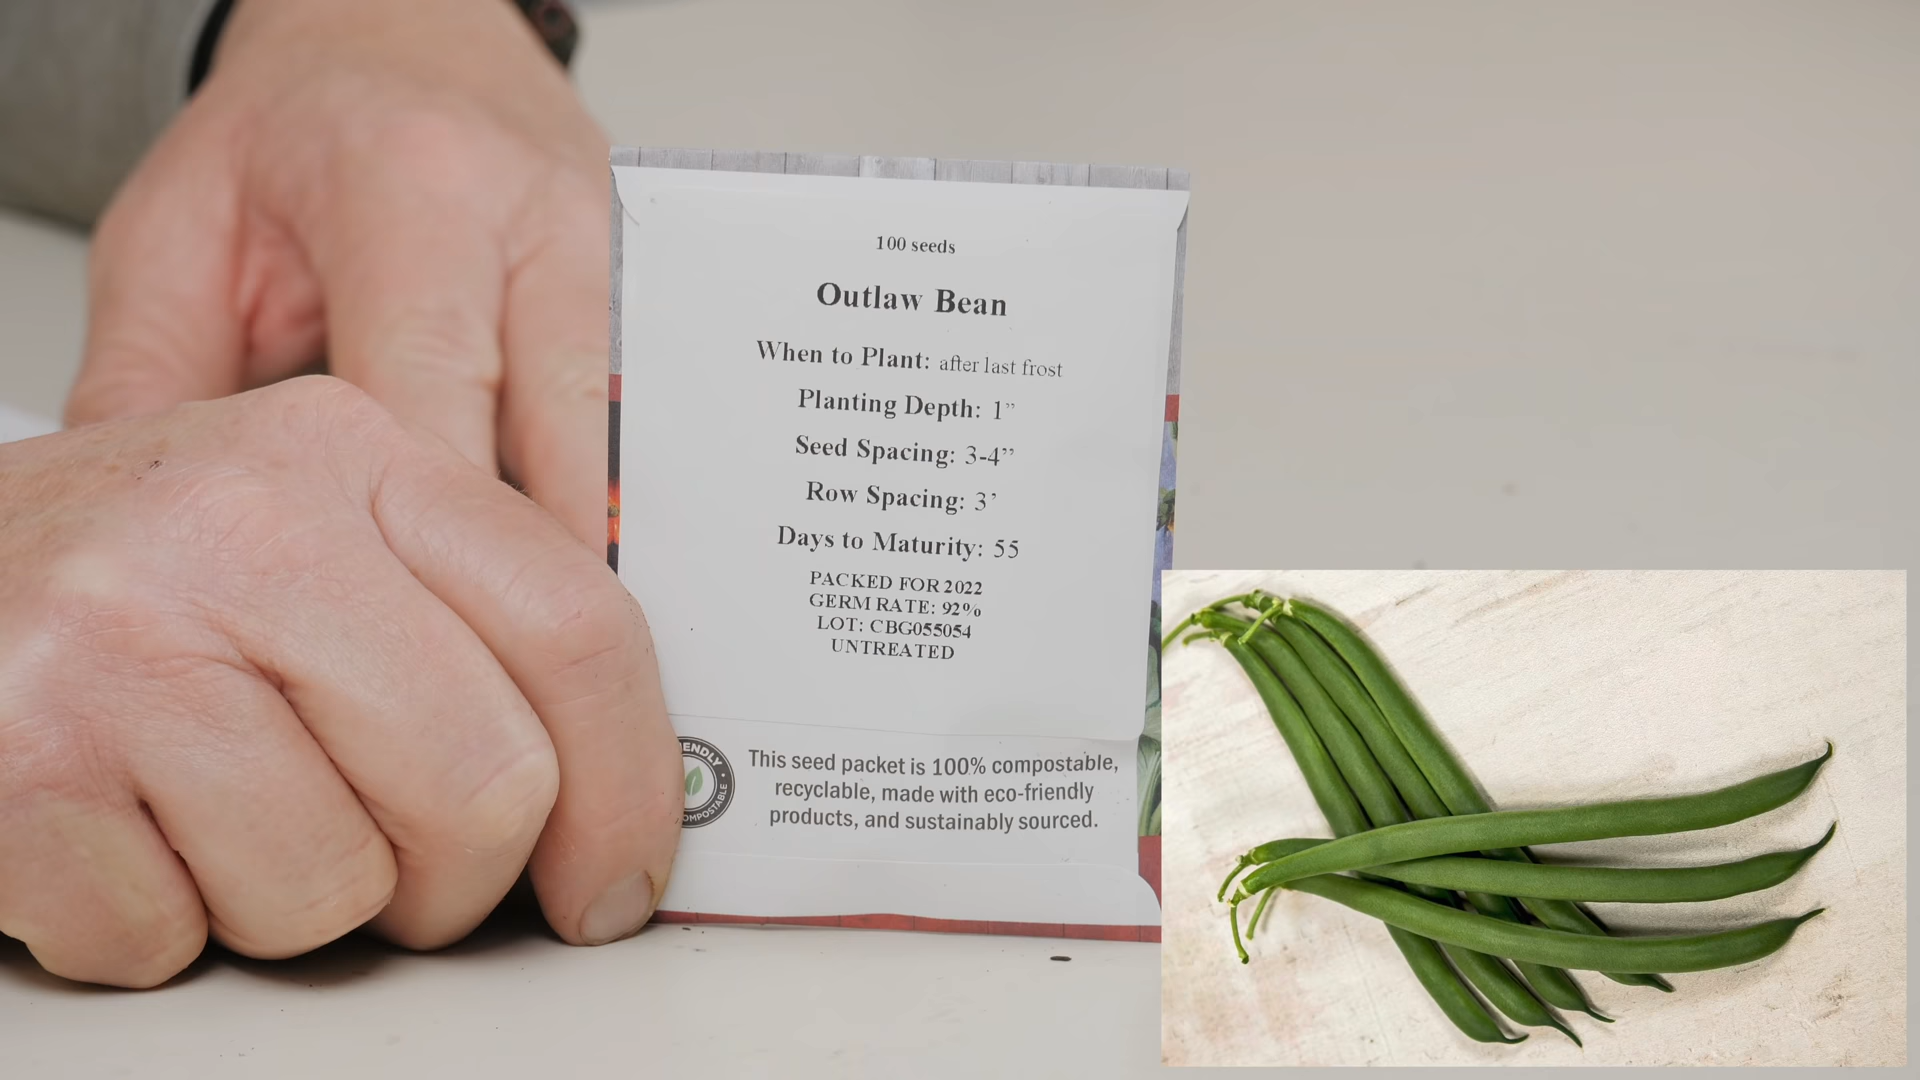 100 seeds
Outlaw Bean
When to Plant: after last frost
Planting Depth: 1”
Seed Spacing: 3-4”
Row Spacing: 3’
Days to Maturity: 55
PACKED FOR 2022
GERM RATE: 92%
LOT: CBG055054
UNTREATED
This seed packet is 100% compostable,
recyclable, made with eco-friendly
products, and sustainably sourced.